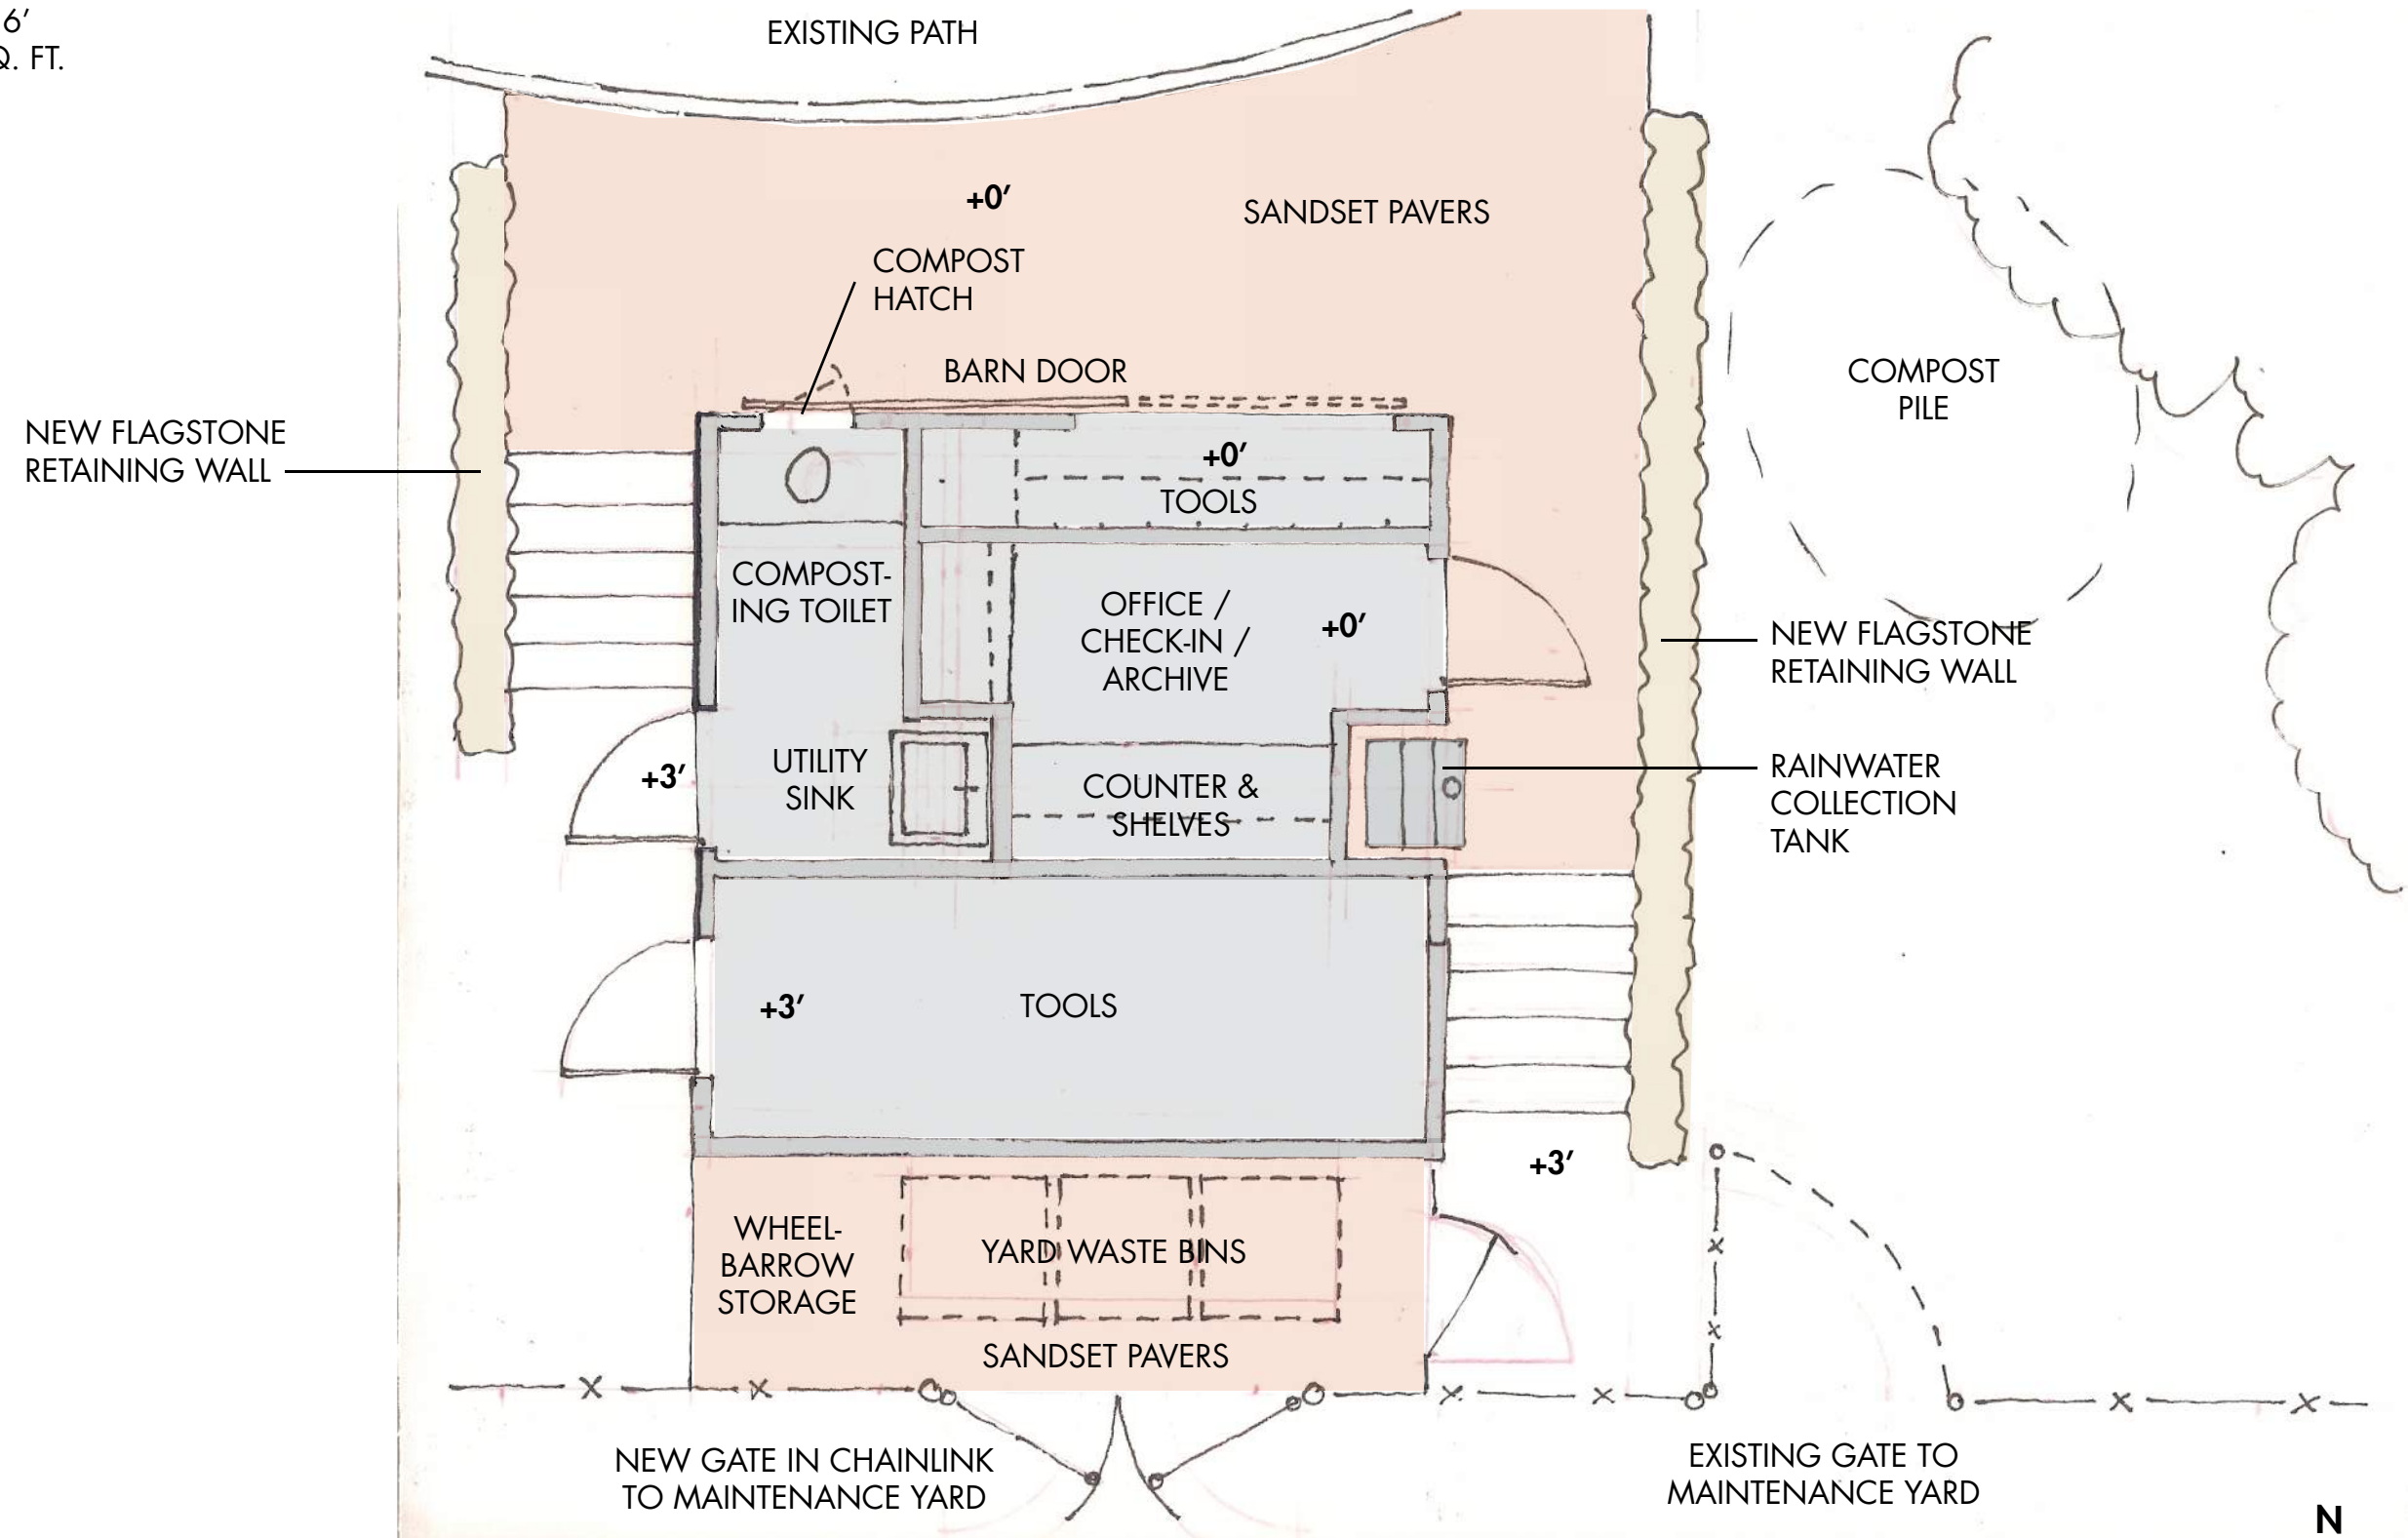 6′
Q. FT.
EXISTING PATH
+0′
SANDSET PAVERS
COMPOST
HATCH
BARN DOOR
COMPOST
PILE
NEW FLAGSTONE
RETAINING WALL
+0′
TOOLS
COMPOST-
ING TOILET
OFFICE /
CHECK-IN /
ARCHIVE
+0′
NEW FLAGSTONE
RETAINING WALL
+3′
UTILITY
SINK
COUNTER &
SHELVES
RAINWATER
COLLECTION
TANK
+3′
TOOLS
+3′
WHEEL-
BARROW
STORAGE
YARD WASTE BINS
SANDSET PAVERS
NEW GATE IN CHAINLINK
TO MAINTENANCE YARD
EXISTING GATE TO
MAINTENANCE YARD
N